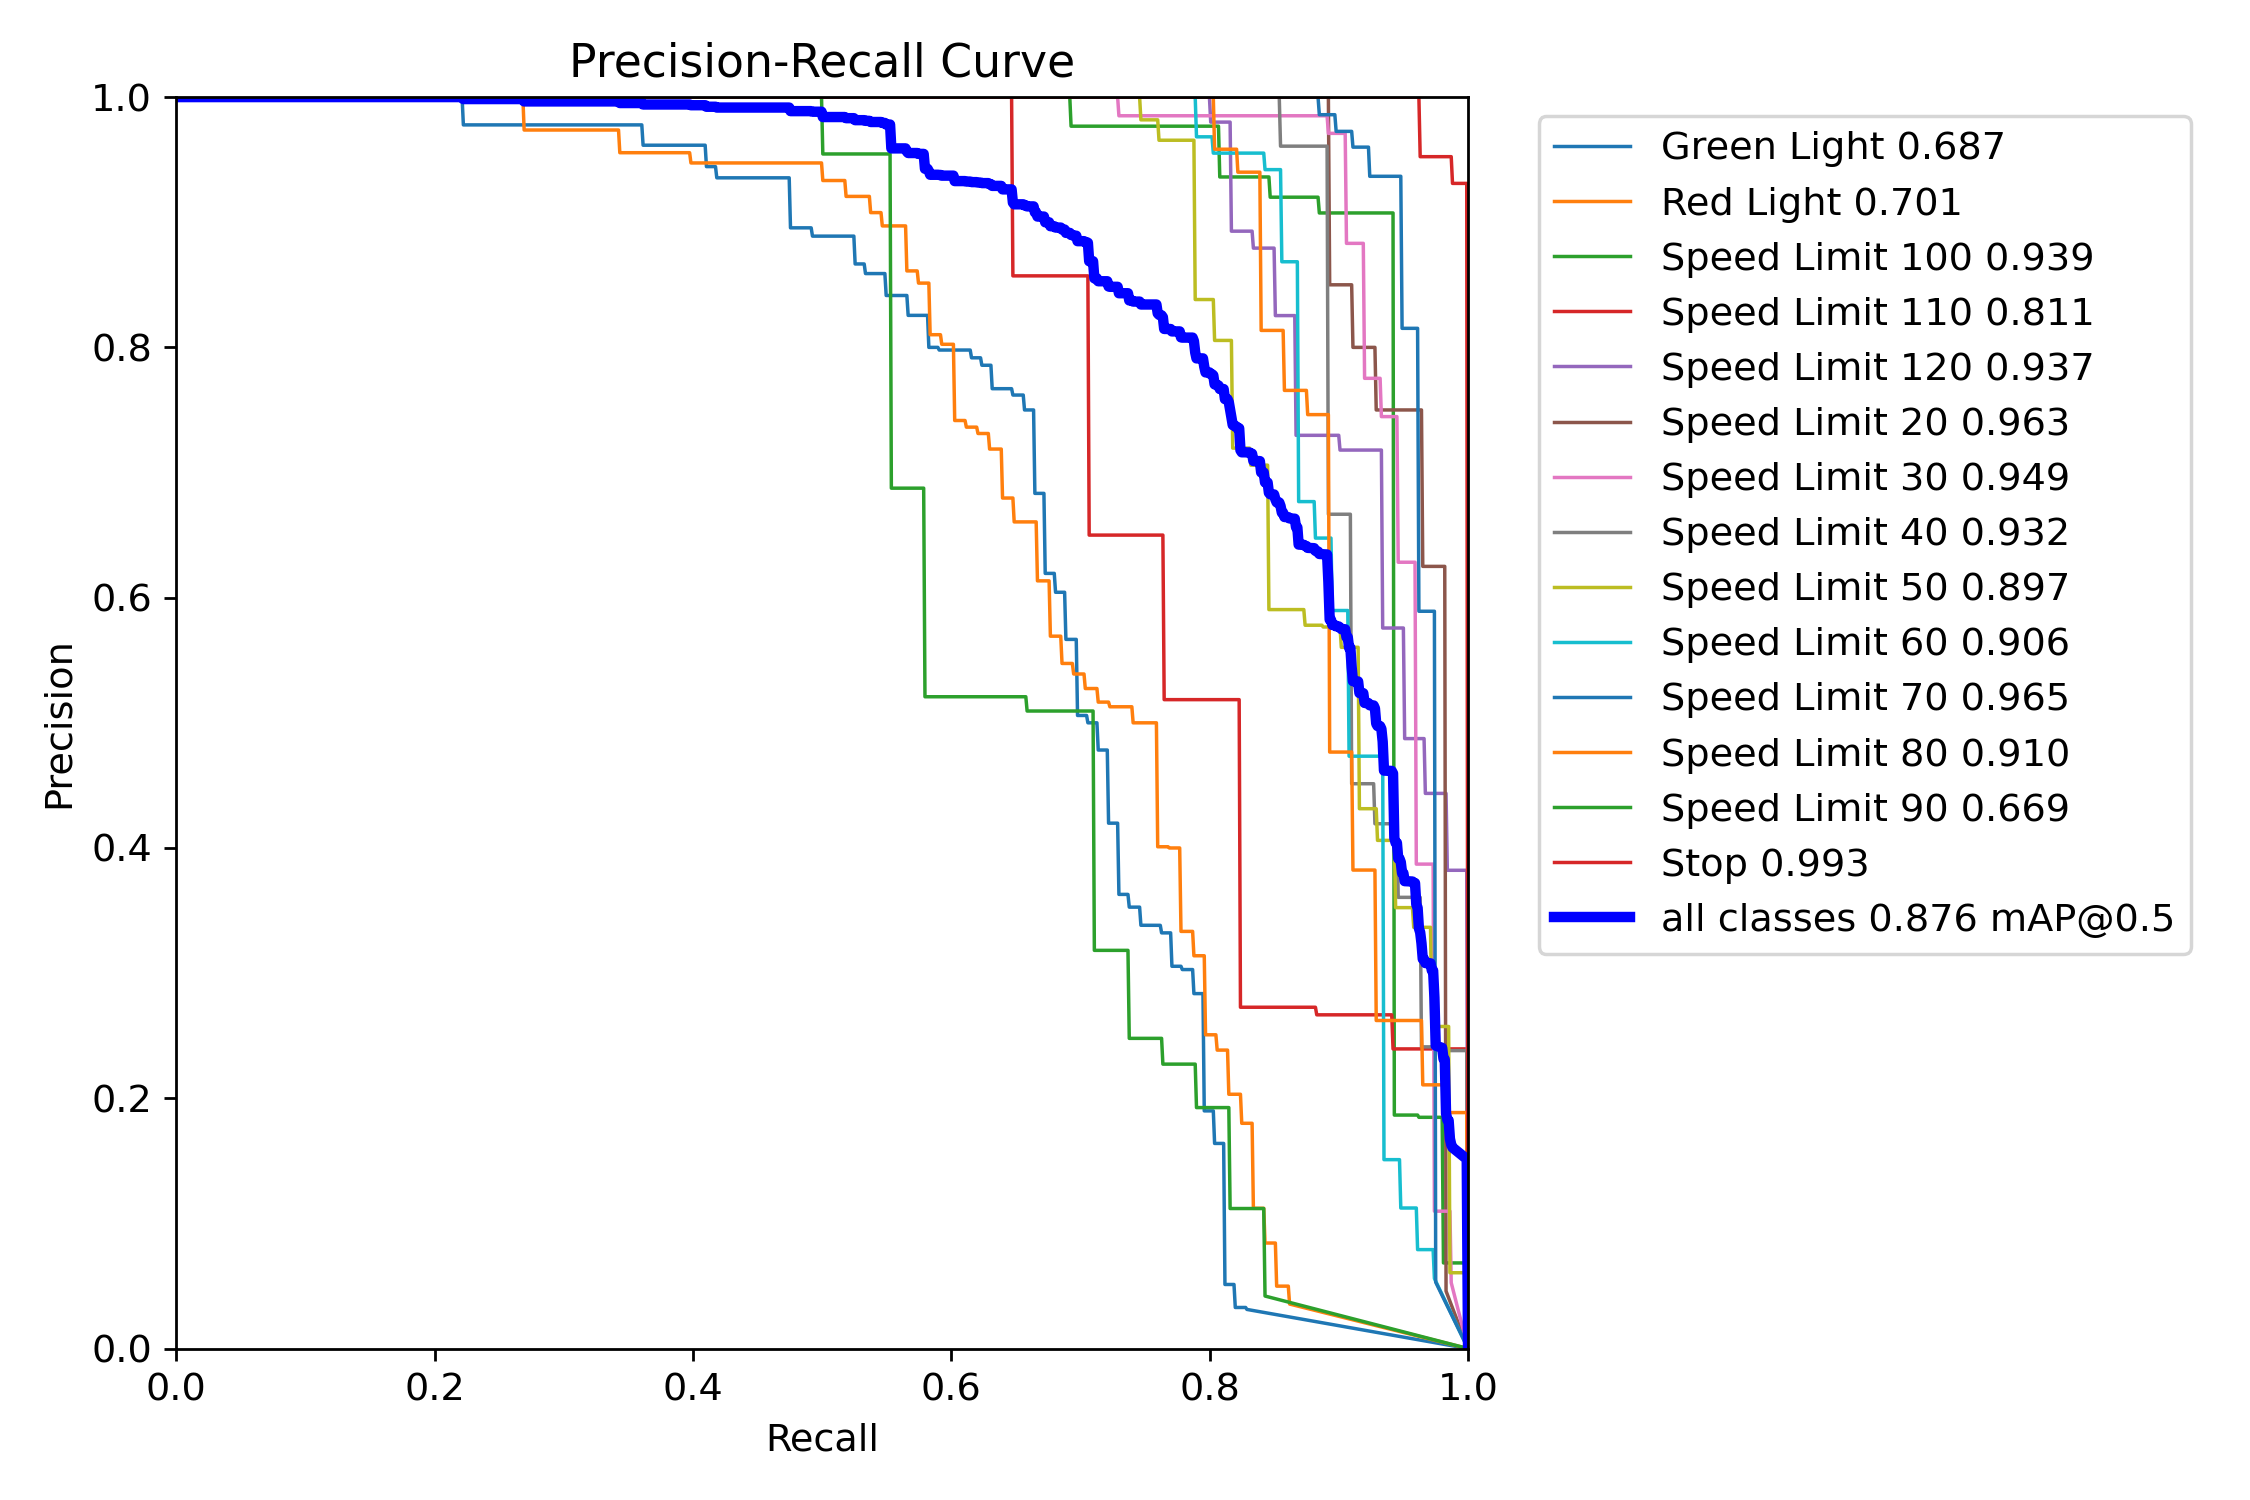 Precision-Recall Curve
1.0
0.8
0.6
0.4
0.2
0.0
Precision
0.0 0.2 0.4 0.6 0.8 1.0
Recall
Green Light 0.687
Red Light 0.701
Speed Limit 100 0.939
Speed Limit 110 0.811
Speed Limit 120 0.937
Speed Limit 20 0.963
Speed Limit 30 0.949
Speed Limit 40 0.932
Speed Limit 50 0.897
Speed Limit 60 0.906
Speed Limit 70 0.965
Speed Limit 80 0.910
Speed Limit 90 0.669
Stop 0.993
all classes 0.876 mAP@0.5